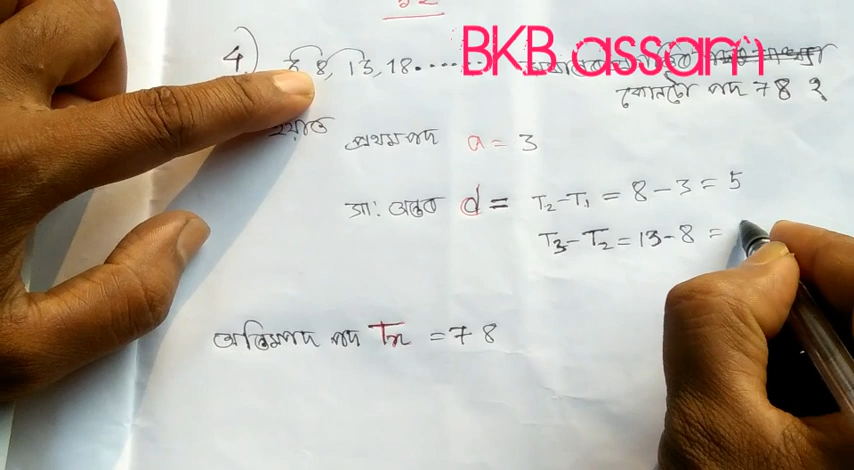 BKB assam
4) 3, 8, 13, 18.....
কোনটো পদ 78?
প্ৰথম পদ a = 3
সা: অন্তৰ d = T₂-T₁ = 8-3 = 5
T₃-T₂ = 13-8 =
পদ Tn = 78